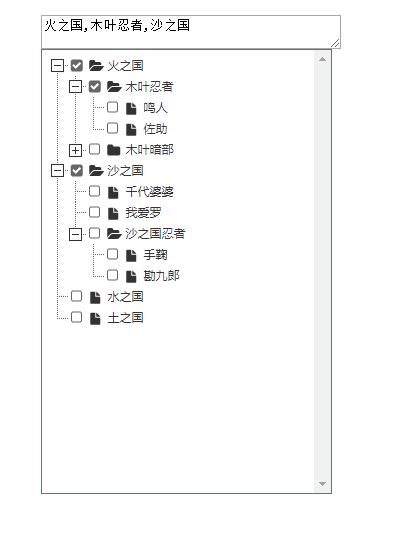 火之国,木叶忍者,沙之国
火之国
木叶忍者
鸣人
佐助
木叶暗部
沙之国
千代婆婆
我爱罗
沙之国忍者
手鞠
勘九郎
水之国
土之国